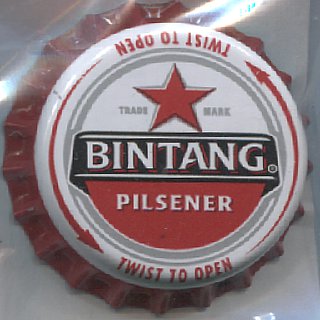 TWIST TO OPEN
TRADE MARK
BINTANG®
PILSENER
TWIST TO OPEN